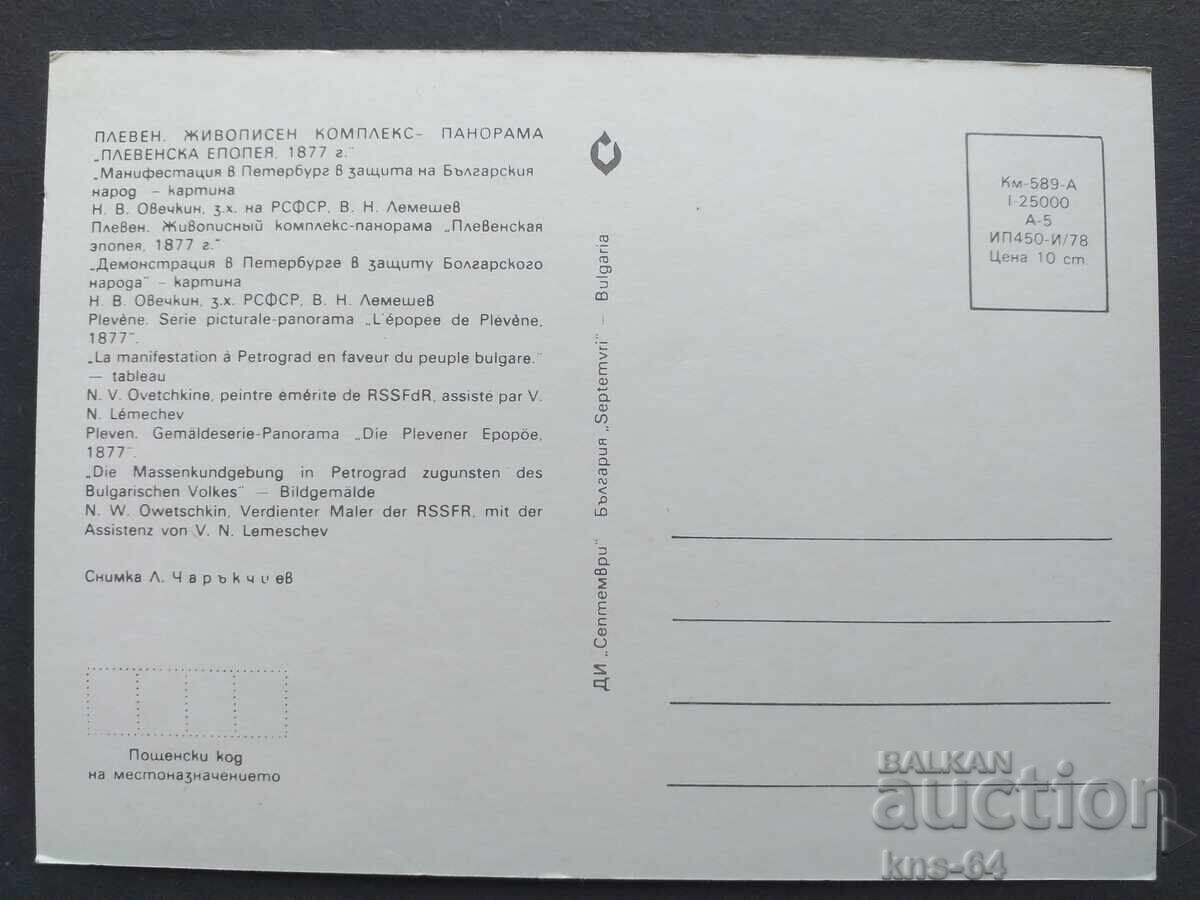 ПЛЕВЕН. ЖИВОПИСЕН КОМПЛЕКС- ПАНОРАМА
„ПЛЕВЕНСКА ЕПОПЕЯ, 1877 г."
„Манифестация в Петербург в защита на Българския
народ – картина
Н. В. Овечкин, з.х. на РСФСР, В. Н. Лемешев
Плевен. Живописный комплекс-панорама „Плевенская
эпопея, 1877 г."
„Демонстрация в Петербурге в защиту Болгарского
народа" – картина
Н. В. Овечкин, з.х. РСФСР, В. Н. Лемешев
Plevène. Serie picturale-panorama „L'épopee de Plevène,
1877".
„La manifestation à Petrograd en faveur du peuple bulgare."
— tableau
N. V. Ovetchkine, peintre émérite de RSSFdR, assisté par V.
N. Lémechev
Pleven. Gemäldeserie-Panorama „Die Plevener Epopöe,
1877".
„Die Massenkundgebung in Petrograd zugunsten des
Bulgarischen Volkes" — Bildgemälde
N. W. Owetschkin, Verdienter Maler der RSSFR, mit der
Assistenz von V. N. Lemeschev
Снимка Л. Чаръкчиев
Пощенски код
на местоназначението
ДИ „Септември" България „Septemvri" – Bulgaria
Км-589-А
I-25000
А-5
ИП450-И/78
Цена 10 ст.
BALKAN
auction
kns-64